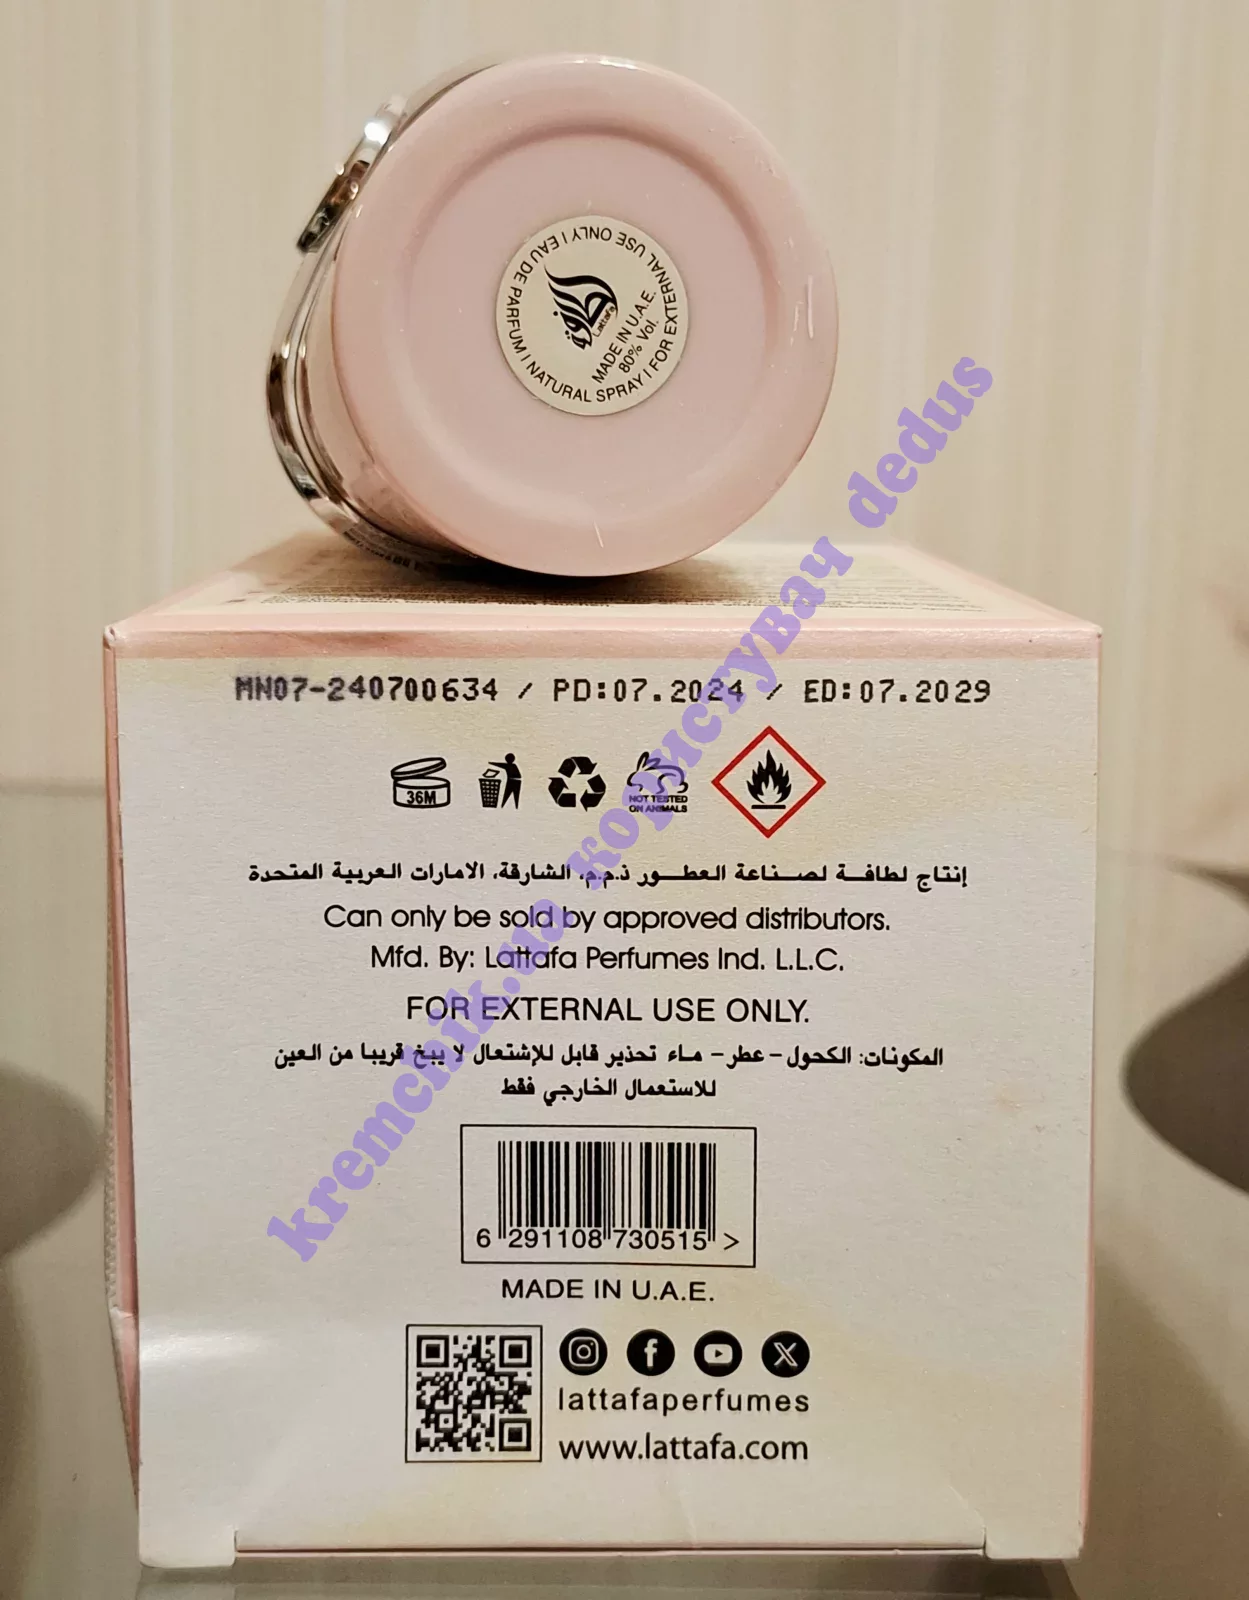 EAU DE PARFUM | NATURAL SPRAY | FOR EXTERNAL USE ONLY |
لطافة
Lattafa
MADE IN U.A.E.
80% Vol.
MN07-240700634 / PD:07.2024 / ED:07.2029
36M
NOT TESTED
ON ANIMALS
إنتاج لطافة لصناعة العطور ذ.م.م، الشارقة، الامارات العربية المتحدة
Can only be sold by approved distributors.
Mfd. By: Lattafa Perfumes Ind. L.L.C.
FOR EXTERNAL USE ONLY.
المكونات: الكحول - عطر - ماء تحذير قابل للإشتعال لا يبخ قريبا من العين
للاستعمال الخارجي فقط
6 291108 730515 >
MADE IN U.A.E.
lattafaperfumes
www.lattafa.com
kremchik.ua користувач dedus